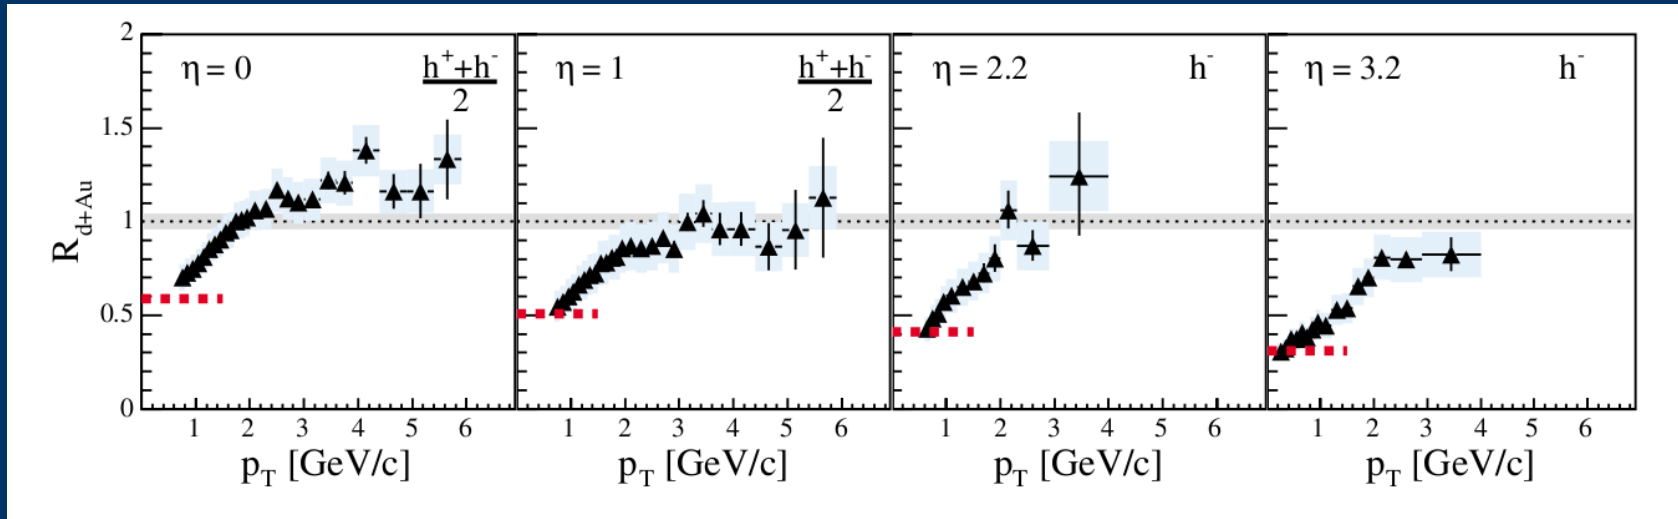 2
1.5
1
0.5
0
R_{d+Au}
η = 0
h⁺+h⁻
2
1 2 3 4 5 6
p_T [GeV/c]
η = 1
h⁺+h⁻
2
1 2 3 4 5 6
p_T [GeV/c]
η = 2.2
h⁻
1 2 3 4 5 6
p_T [GeV/c]
η = 3.2
h⁻
1 2 3 4 5 6
p_T [GeV/c]